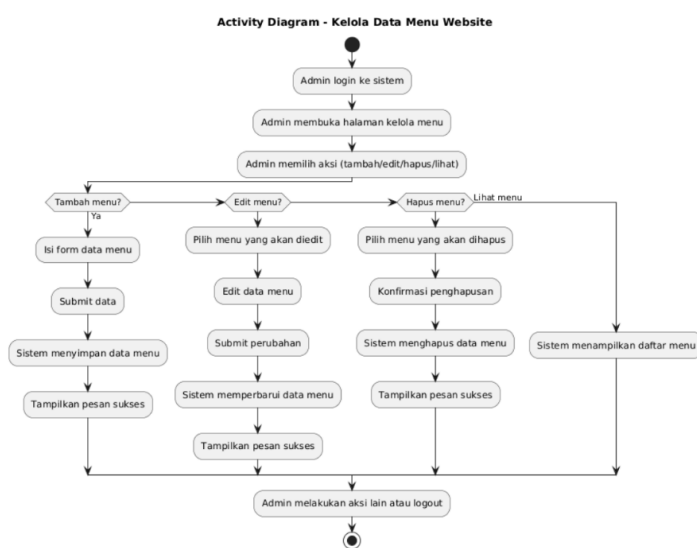 Activity Diagram - Kelola Data Menu Website
Admin login ke sistem
Admin membuka halaman kelola menu
Admin memilih aksi (tambah/edit/hapus/lihat)
Tambah menu?
Ya
Isi form data menu
Submit data
Sistem menyimpan data menu
Tampilkan pesan sukses
Edit menu?
Pilih menu yang akan diedit
Edit data menu
Submit perubahan
Sistem memperbarui data menu
Tampilkan pesan sukses
Hapus menu?
Pilih menu yang akan dihapus
Konfirmasi penghapusan
Sistem menghapus data menu
Tampilkan pesan sukses
Lihat menu
Sistem menampilkan daftar menu
Admin melakukan aksi lain atau logout